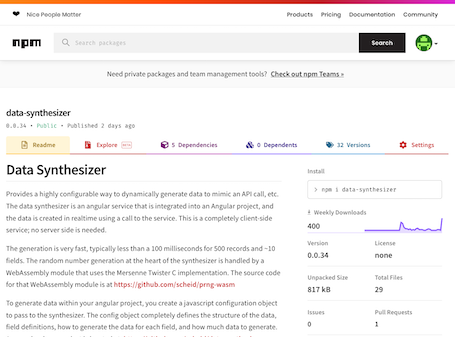 Nice People Matter
Products Pricing Documentation Community
npm
Search packages
Search
Need private packages and team management tools? Check out npm Teams »
data-synthesizer
0.0.34 • Public • Published 2 days ago
Readme
Explore BETA
5 Dependencies
0 Dependents
32 Versions
Settings
Data Synthesizer
Provides a highly configurable way to dynamically generate data to mimic an API call, etc.
The data synthesizer is an angular service that is integrated into an Angular project, and
the data is created in realtime using a call to the service. This is a completely client-side
service; no server side is needed.
The generation is very fast, typically less than a 100 milliseconds for 500 records and ~10
fields. The random number generation at the heart of the synthesizer is handled by a
WebAssembly module that uses the Mersenne Twister C implementation. The source code
for that WebAssembly module is at https://github.com/scheid/prng-wasm
To generate data within your angular project, you create a javascript configuration object
to pass to the synthesizer. The config object completely defines the structure of the data,
field definitions, how to generate the data for each field, and how much data to generate.
Install
> npm i data-synthesizer
Weekly Downloads
400
Version
License
0.0.34
none
Unpacked Size
Total Files
817 kB
29
Issues
Pull Requests
0
1